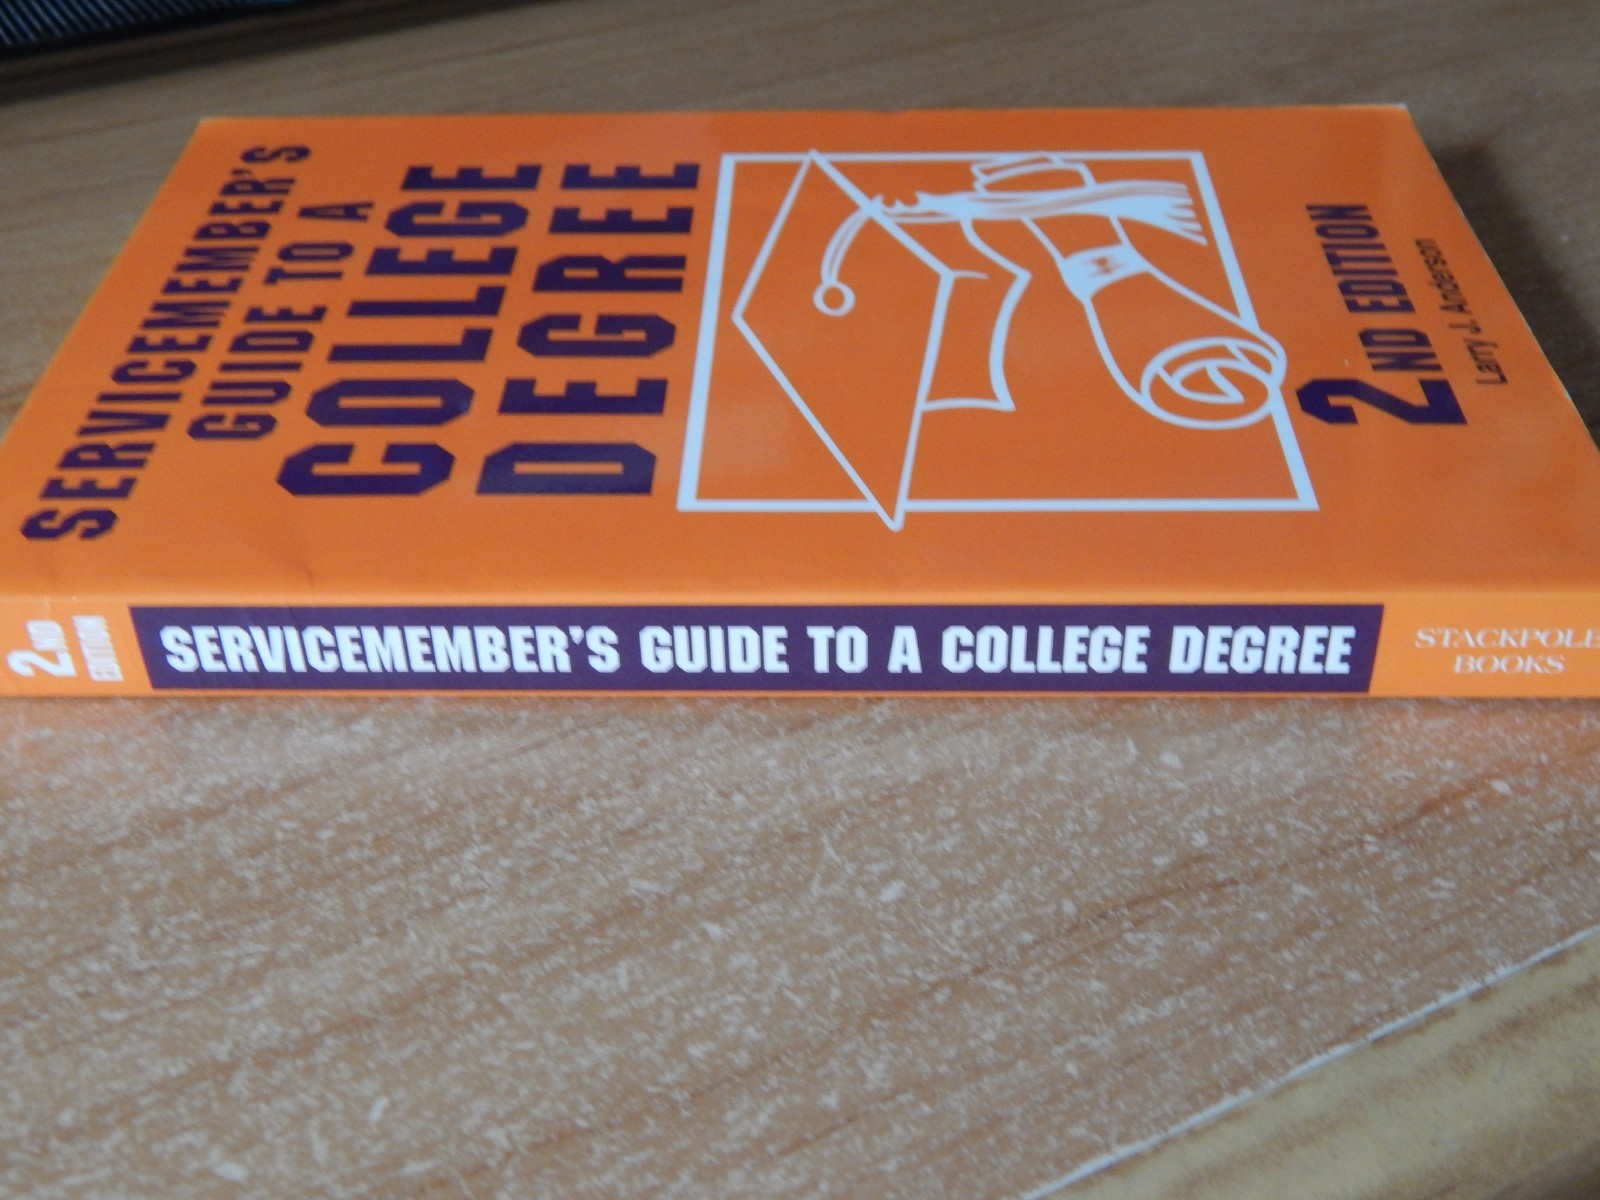 SERVICEMEMBER'S
GUIDE TO A
COLLEGE
DEGREE
2ND EDITION
Larry J. Anderson
2ND
EDITION
SERVICEMEMBER'S GUIDE TO A COLLEGE DEGREE
STACKPOLE
BOOKS